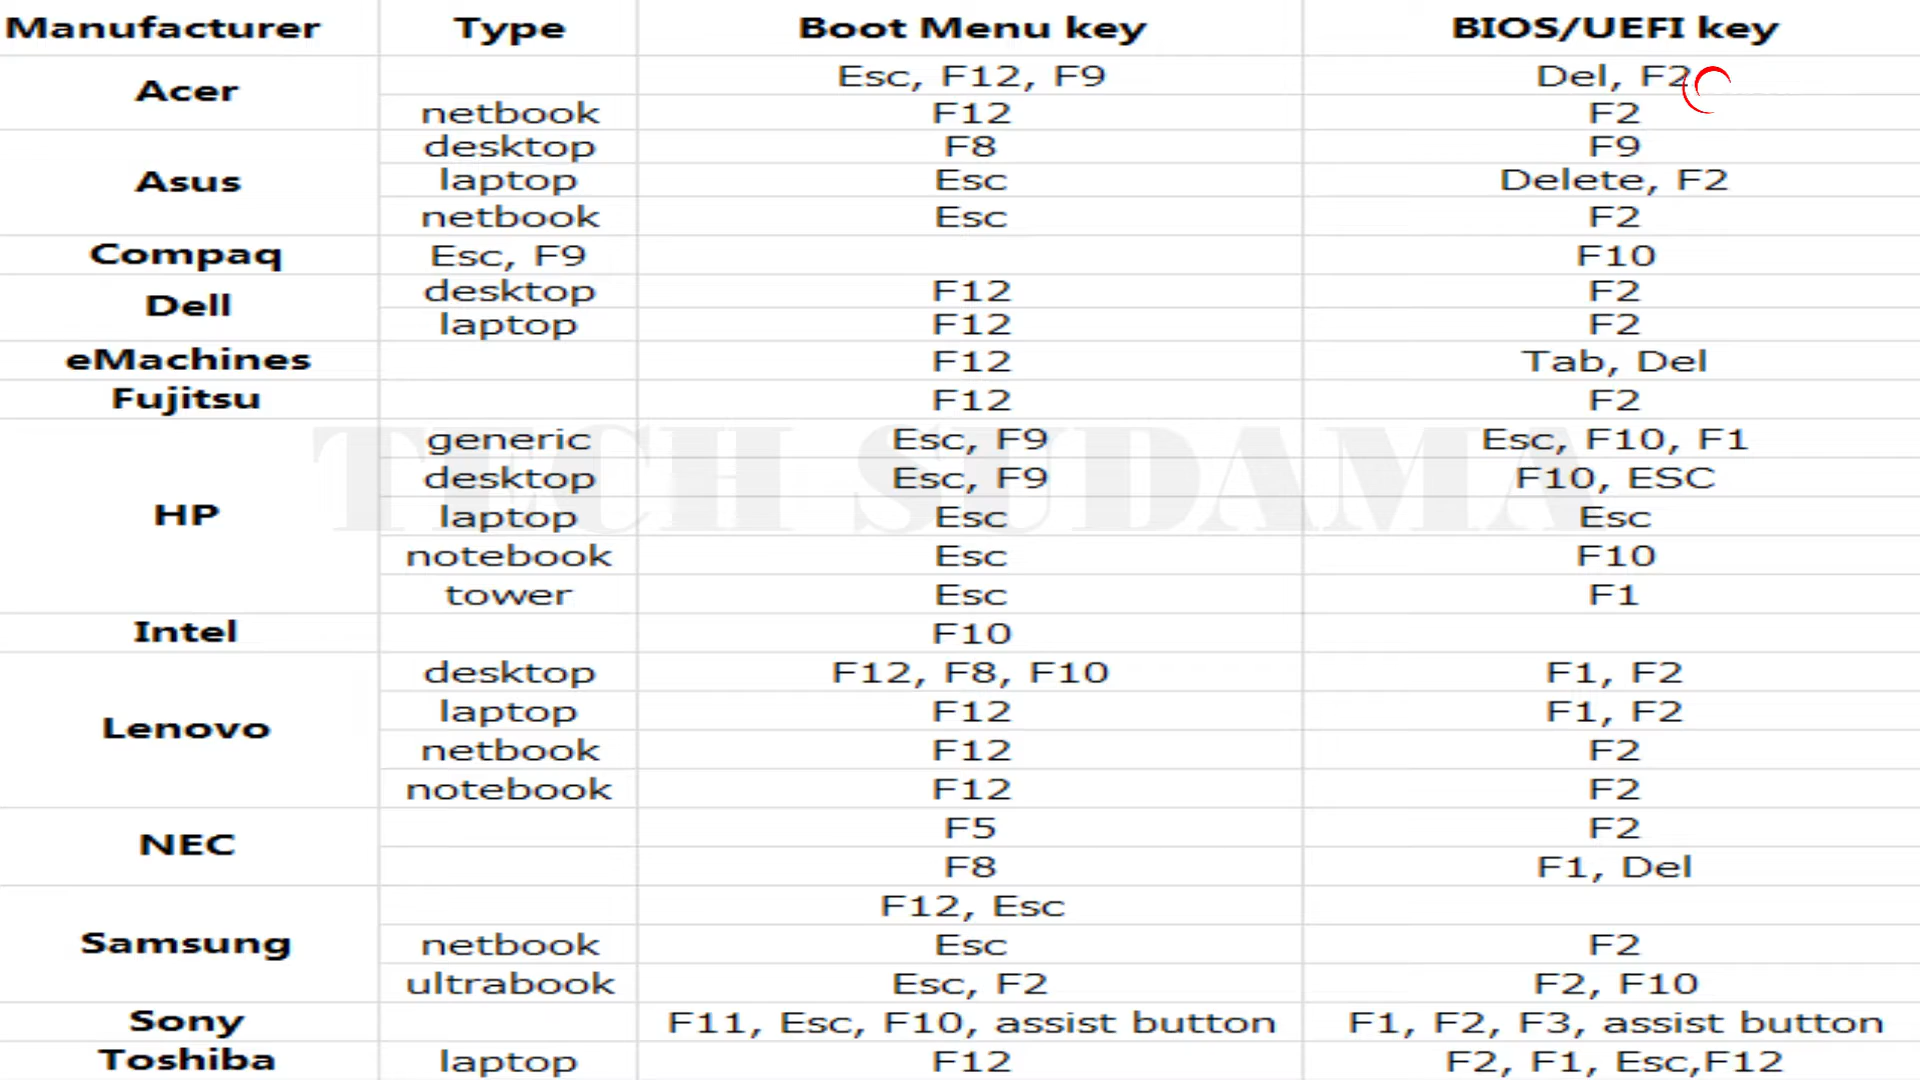 Manufacturer Type Boot Menu key BIOS/UEFI key
Acer Esc, F12, F9 Del, F2
netbook F12 F2
Asus desktop F8 F9
laptop Esc Delete, F2
netbook Esc F2
Compaq Esc, F9 F10
Dell desktop F12 F2
laptop F12 F2
eMachines F12 Tab, Del
Fujitsu F12 F2
TECH SUDAMA
HP generic Esc, F9 Esc, F10, F1
desktop Esc, F9 F10, ESC
laptop Esc Esc
notebook Esc F10
tower Esc F1
Intel F10
Lenovo desktop F12, F8, F10 F1, F2
laptop F12 F1, F2
netbook F12 F2
notebook F12 F2
NEC F5 F2
F8 F1, Del
Samsung F12, Esc
netbook Esc F2
ultrabook Esc, F2 F2, F10
Sony F11, Esc, F10, assist button F1, F2, F3, assist button
Toshiba laptop F12 F2, F1, Esc,F12